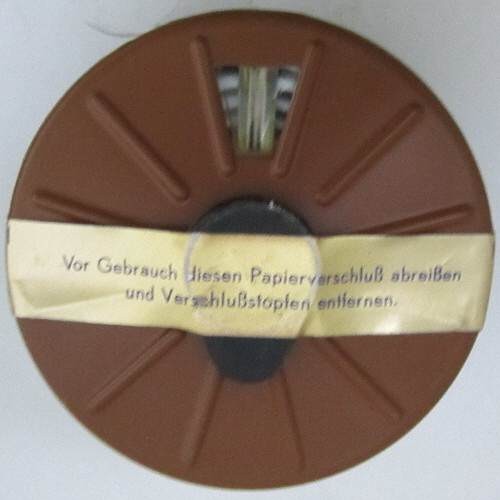 Vor Gebrauch diesen Papierverschluß abreißen
und Verschlußstopfen entfernen.